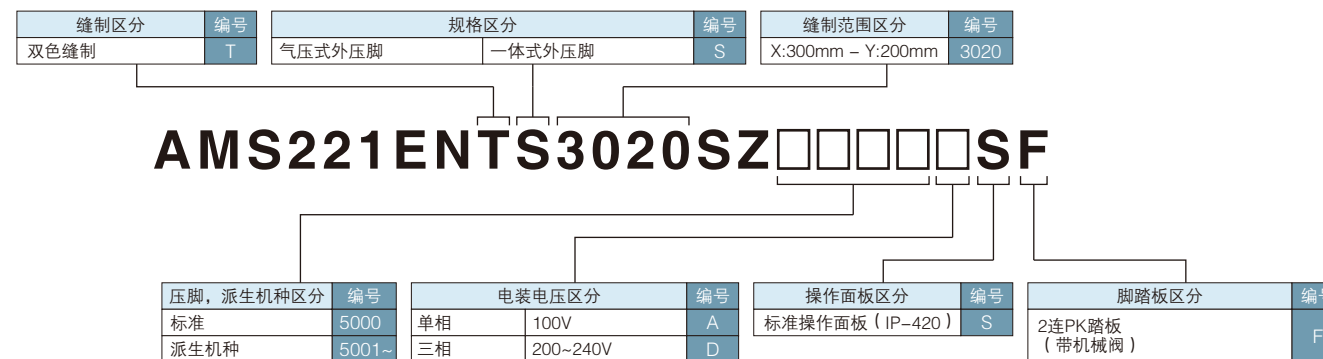 缝制区分 编号 规格区分 编号 缝制范围区分 编号
双色缝制 T 气压式外压脚 一体式外压脚 S X:300mm – Y:200mm 3020
AMS221ENTS3020SZ□□□□□SF
压脚，派生机种区分 编号 电装电压区分 编号 操作面板区分 编号 脚踏板区分 编号
标准 5000 单相 100V A 标准操作面板（IP–420） S 2连PK踏板
（带机械阀） F
派生机种 5001~ 三相 200~240V D